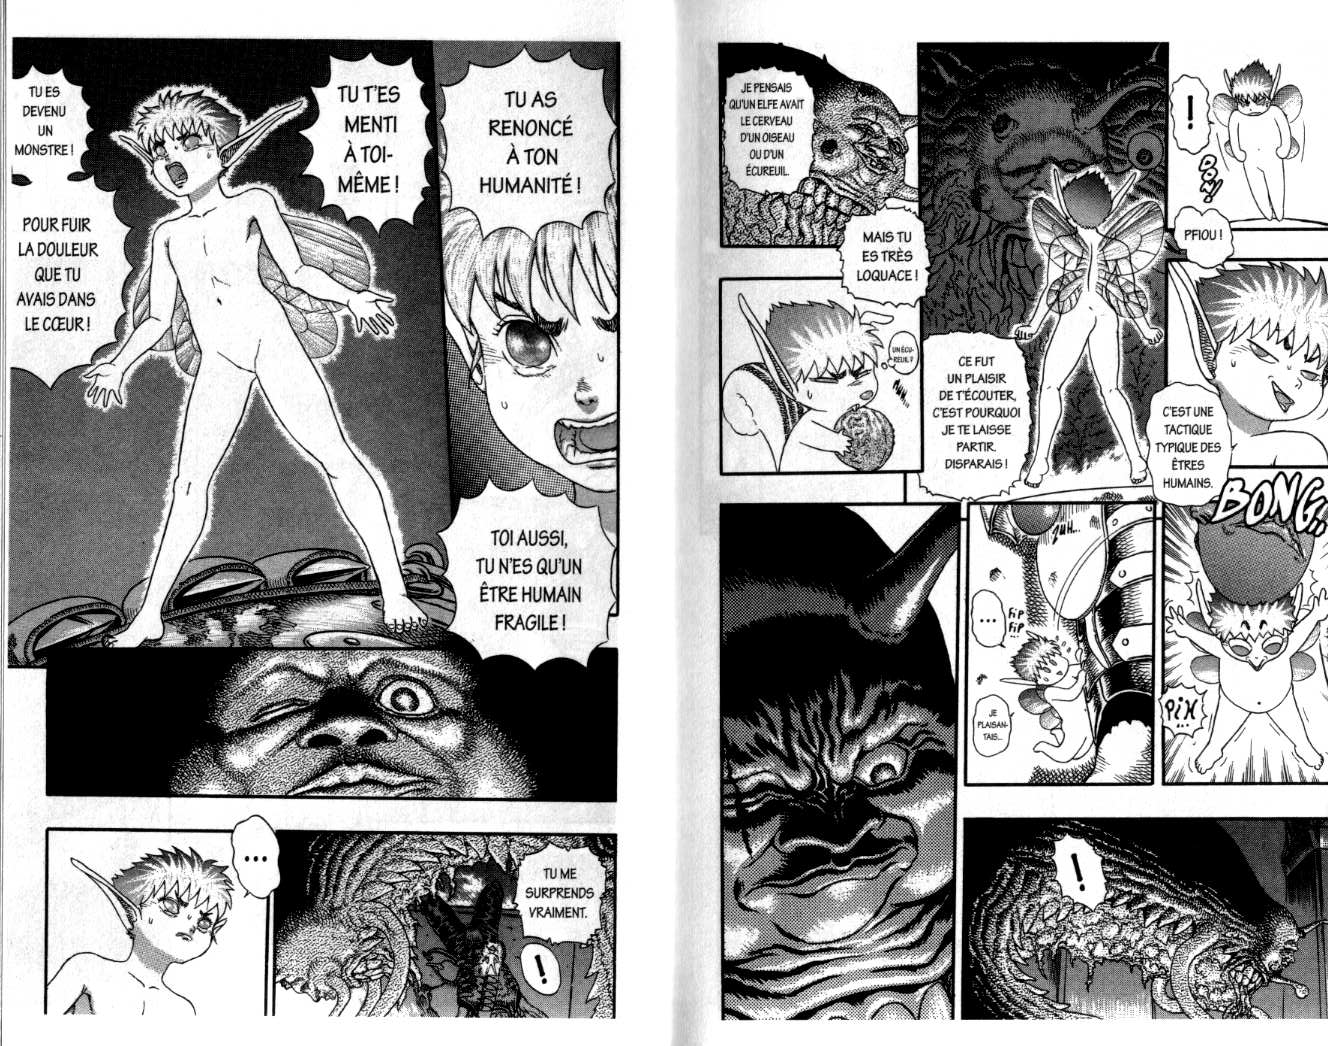 TU ES
DEVENU
UN
MONSTRE !
POUR FUIR
LA DOULEUR
QUE TU
AVAIS DANS
LE CŒUR !
TU T'ES
MENTI
À TOI-
MÊME !
TU AS
RENONCÉ
À TON
HUMANITÉ !
TOI AUSSI,
TU N'ES QU'UN
ÊTRE HUMAIN
FRAGILE !
...
TU ME
SURPRENDS
VRAIMENT.
!
JE PENSAIS
QU'UN ELFE AVAIT
LE CERVEAU
D'UN OISEAU
OU D'UN
ÉCUREUIL.
MAIS TU
ES TRÈS
LOQUACE !
UN ÉCU-
REUIL ?
CE FUT
UN PLAISIR
DE T'ÉCOUTER,
C'EST POURQUOI
JE TE LAISSE
PARTIR.
DISPARAIS !
!
PFIOU !
C'EST UNE
TACTIQUE
TYPIQUE DES
ÊTRES
HUMAINS.
BONG!!
PiH
...
...
FiP
FiP
...
JE
PLAISAN-
TAIS...
!